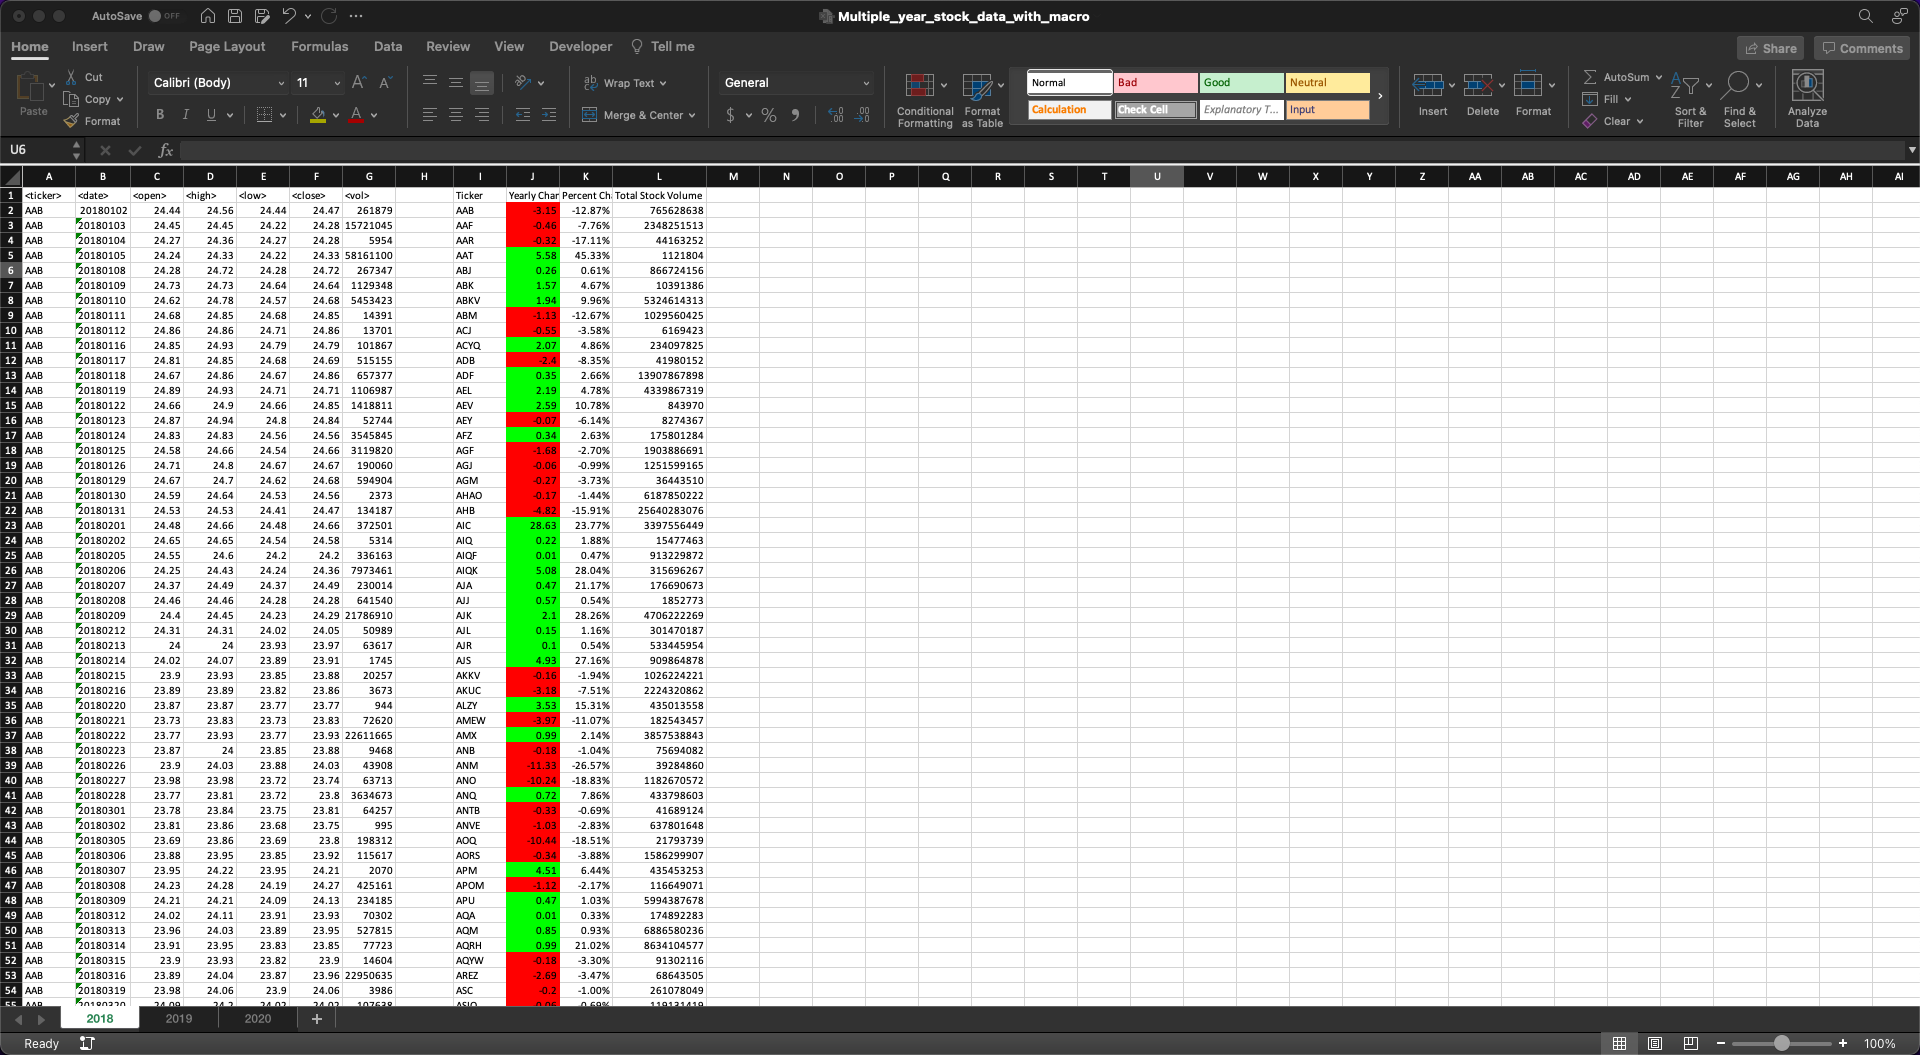 AutoSave OFF Multiple_year_stock_data_with_macro
Home Insert Draw Page Layout Formulas Data Review View Developer Tell me Share Comments
Paste Cut Copy Format
Calibri (Body) 11 A A
B I U A
ab Wrap Text
Merge & Center
General
$ % 9
Conditional Formatting Format as Table
Normal Bad Good Neutral
Calculation Check Cell Explanatory T... Input
Insert Delete Format
AutoSum Fill Clear
Sort & Filter Find & Select Analyze Data
U6 fx
A B C D E F G H I J K L M N O P Q R S T U V W X Y Z AA AB AC AD AE AF AG AH AI
1 <ticker> <date> <open> <high> <low> <close> <vol> Ticker Yearly Char Percent Ch Total Stock Volume
2 AAB 20180102 24.44 24.56 24.44 24.47 261879 AAB -3.15 -12.87% 765628638
3 AAB 20180103 24.45 24.45 24.22 24.28 15721045 AAF -0.46 -7.76% 2348251513
4 AAB 20180104 24.27 24.36 24.27 24.28 5954 AAR -0.32 -17.11% 44163252
5 AAB 20180105 24.24 24.33 24.22 24.33 58161100 AAT 5.58 45.33% 1121804
6 AAB 20180108 24.28 24.72 24.28 24.72 267347 ABJ 0.26 0.61% 866724156
7 AAB 20180109 24.73 24.73 24.64 24.64 1129348 ABK 1.57 4.67% 10391386
8 AAB 20180110 24.62 24.78 24.57 24.68 5453423 ABKV 1.94 9.96% 5324614313
9 AAB 20180111 24.68 24.85 24.68 24.85 14391 ABM -1.13 -12.67% 1029560425
10 AAB 20180112 24.86 24.86 24.71 24.86 13701 ACJ -0.55 -3.58% 6169423
11 AAB 20180116 24.85 24.93 24.79 24.79 101867 ACYQ 2.07 4.86% 234097825
12 AAB 20180117 24.81 24.85 24.68 24.69 515155 ADB -2.4 -8.35% 41980152
13 AAB 20180118 24.67 24.86 24.67 24.86 657377 ADF 0.35 2.66% 13907867898
14 AAB 20180119 24.89 24.93 24.71 24.71 1106987 AEL 2.19 4.78% 4339867319
15 AAB 20180122 24.66 24.9 24.66 24.85 1418811 AEV 2.59 10.78% 843970
16 AAB 20180123 24.87 24.94 24.8 24.84 52744 AEY -0.07 -6.14% 8274367
17 AAB 20180124 24.83 24.83 24.56 24.56 3545845 AFZ 0.34 2.63% 175801284
18 AAB 20180125 24.58 24.66 24.54 24.66 3119820 AGF -1.68 -2.70% 1903886691
19 AAB 20180126 24.71 24.8 24.67 24.67 190060 AGJ -0.06 -0.99% 1251599165
20 AAB 20180129 24.67 24.7 24.62 24.68 594904 AGM -0.27 -3.73% 36443510
21 AAB 20180130 24.59 24.64 24.53 24.56 2373 AHAO -0.17 -1.44% 6187850222
22 AAB 20180131 24.53 24.53 24.41 24.47 134187 AHB -4.82 -15.91% 25640283076
23 AAB 20180201 24.48 24.66 24.48 24.66 372501 AIC 28.63 23.77% 3397556449
24 AAB 20180202 24.65 24.65 24.54 24.58 5314 AIQ 0.22 1.88% 15477463
25 AAB 20180205 24.55 24.6 24.2 24.2 336163 AIQF 0.01 0.47% 913229872
26 AAB 20180206 24.25 24.43 24.24 24.36 7973461 AIQK 5.08 28.04% 315696267
27 AAB 20180207 24.37 24.49 24.37 24.49 230014 AJA 0.47 21.17% 176690673
28 AAB 20180208 24.46 24.46 24.28 24.28 641540 AJJ 0.57 0.54% 1852773
29 AAB 20180209 24.4 24.45 24.23 24.29 21786910 AJK 2.1 28.26% 4706222269
30 AAB 20180212 24.31 24.31 24.02 24.05 50989 AJL 0.15 1.16% 301470187
31 AAB 20180213 24 24 23.93 23.97 63617 AJR 0.1 0.54% 533445954
32 AAB 20180214 24.02 24.07 23.89 23.91 1745 AJS 4.93 27.16% 909864878
33 AAB 20180215 23.9 23.93 23.85 23.88 20257 AKKV -0.16 -1.94% 1026224221
34 AAB 20180216 23.89 23.89 23.82 23.86 3673 AKUC -3.18 -7.51% 2224320862
35 AAB 20180220 23.87 23.87 23.77 23.77 944 ALZY 3.53 15.31% 435013558
36 AAB 20180221 23.73 23.83 23.73 23.83 72620 AMEW -3.97 -11.07% 182543457
37 AAB 20180222 23.77 23.93 23.77 23.93 22611665 AMX 0.99 2.14% 3857538843
38 AAB 20180223 23.87 24 23.85 23.88 9468 ANB -0.18 -1.04% 75694082
39 AAB 20180226 23.9 24.03 23.88 24.03 43908 ANM -11.33 -26.57% 39284860
40 AAB 20180227 23.98 23.98 23.72 23.74 63713 ANO -10.24 -18.83% 1182670572
41 AAB 20180228 23.77 23.81 23.72 23.8 3634673 ANQ 0.72 7.86% 433798603
42 AAB 20180301 23.78 23.84 23.75 23.81 64257 ANTB -0.33 -0.69% 41689124
43 AAB 20180302 23.81 23.86 23.68 23.75 995 ANVE -1.03 -2.83% 637801648
44 AAB 20180305 23.69 23.86 23.69 23.8 198312 AOQ -10.44 -18.51% 21793739
45 AAB 20180306 23.88 23.95 23.85 23.92 115617 AORS -0.34 -3.88% 1586299907
46 AAB 20180307 23.95 24.22 23.95 24.21 2070 APM 4.51 6.44% 435453253
47 AAB 20180308 24.23 24.28 24.19 24.27 425161 APOM -1.12 -2.17% 116649071
48 AAB 20180309 24.21 24.21 24.09 24.13 234185 APU 0.47 1.03% 5994387678
49 AAB 20180312 24.02 24.11 23.91 23.93 70302 AQA 0.01 0.33% 174892283
50 AAB 20180313 23.96 24.03 23.89 23.95 527815 AQM 0.85 0.93% 6886580236
51 AAB 20180314 23.91 23.95 23.83 23.85 77723 AQRH 0.99 21.02% 8634104577
52 AAB 20180315 23.9 23.93 23.82 23.9 14604 AQYW -0.18 -3.30% 91302116
53 AAB 20180316 23.89 24.04 23.87 23.96 22950635 AREZ -2.69 -3.47% 68643505
54 AAB 20180319 23.98 24.06 23.9 24.06 3986 ASC -0.2 -1.00% 261078049
55 AAB 20180320 24.09 24.2 24.02 24.02 107638
2018 2019 2020 +
Ready 100%